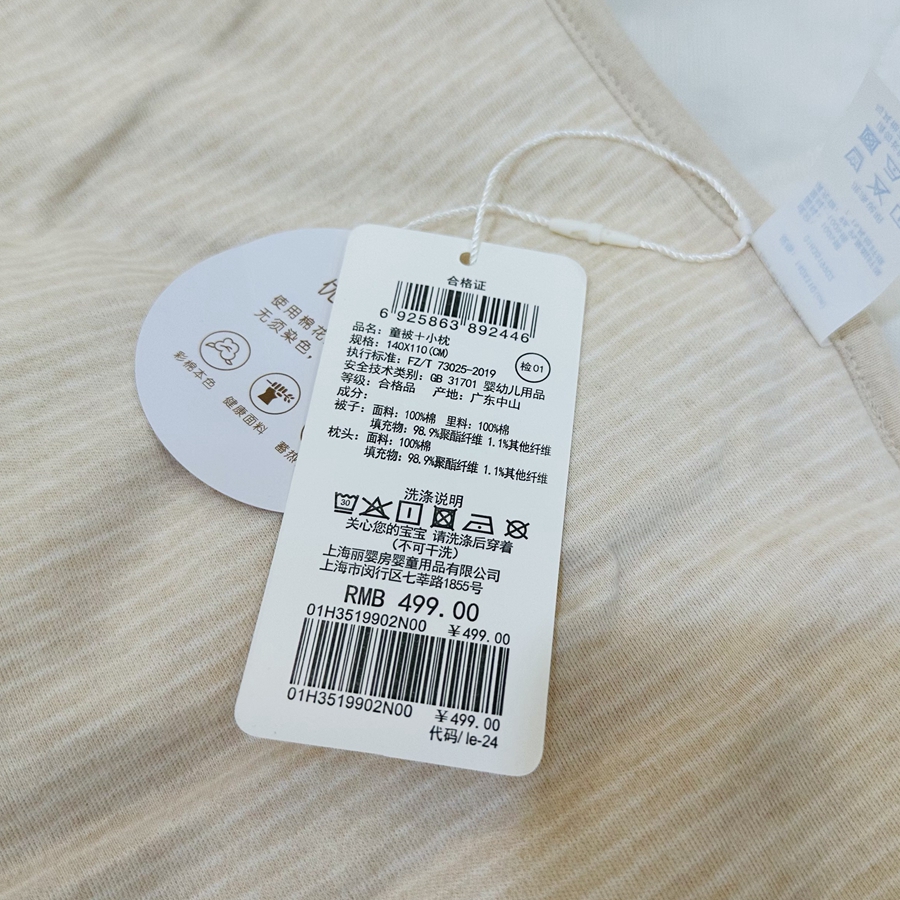 合格证
6 925863 892446
品名：童被＋小枕
规格：140X110(CM)
执行标准：FZ/T 73025-2019
检01
安全技术类别：GB 31701 婴幼儿用品
等级：合格品 产地：广东中山
成分：
被子：面料：100%棉 里料：100%棉
填充物：98.9%聚酯纤维 1.1%其他纤维
枕头：面料：100%棉
填充物：98.9%聚酯纤维 1.1%其他纤维
洗涤说明
30
关心您的宝宝 请洗涤后穿着
（不可干洗）
上海丽婴房婴童用品有限公司
上海市闵行区七莘路1855号
RMB 499.00
01H3519902N00 ￥499.00
01H3519902N00 ￥499.00
代码/le-24
使用棉花
无须染色，
彩棉本色
健康面料
蓄热